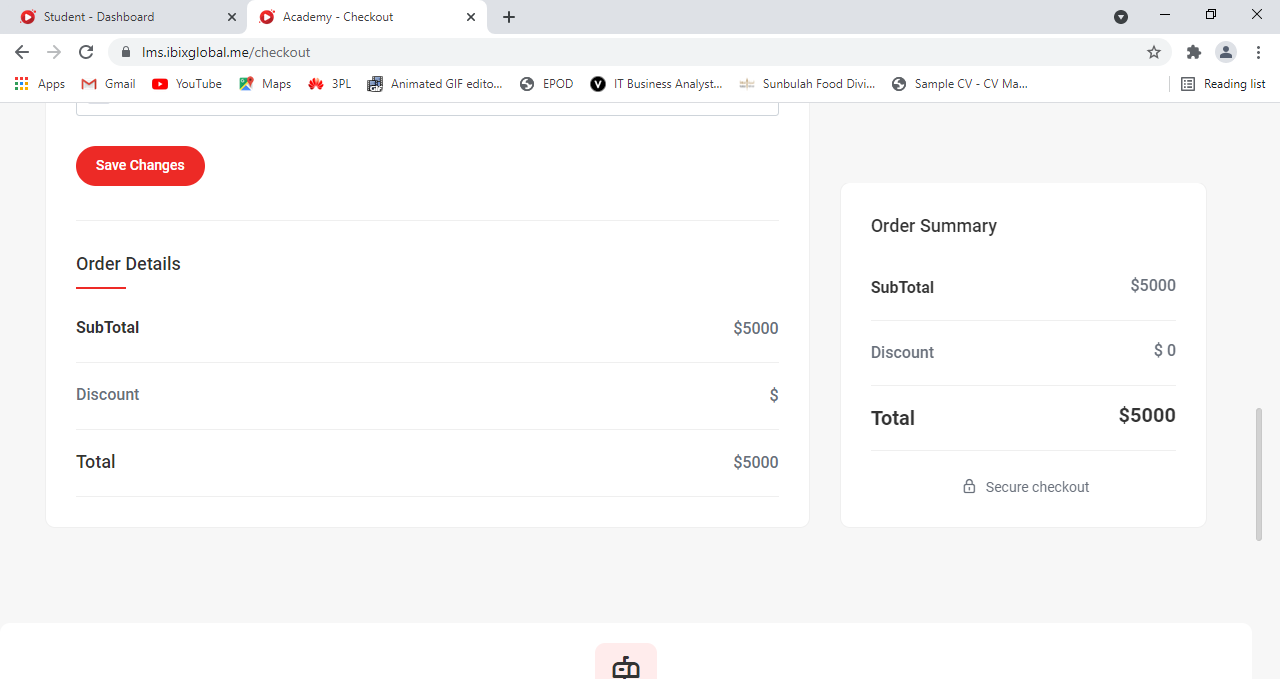 Student - Dashboard
Academy - Checkout
lms.ibixglobal.me/checkout
Apps
Gmail
YouTube
Maps
3PL
Animated GIF edito...
EPOD
V
IT Business Analyst...
Sunbulah Food Divi...
Sample CV - CV Ma...
Reading list
Save Changes
Order Details
SubTotal $5000
Discount $
Total $5000
Order Summary
SubTotal $5000
Discount $ 0
Total $5000
Secure checkout